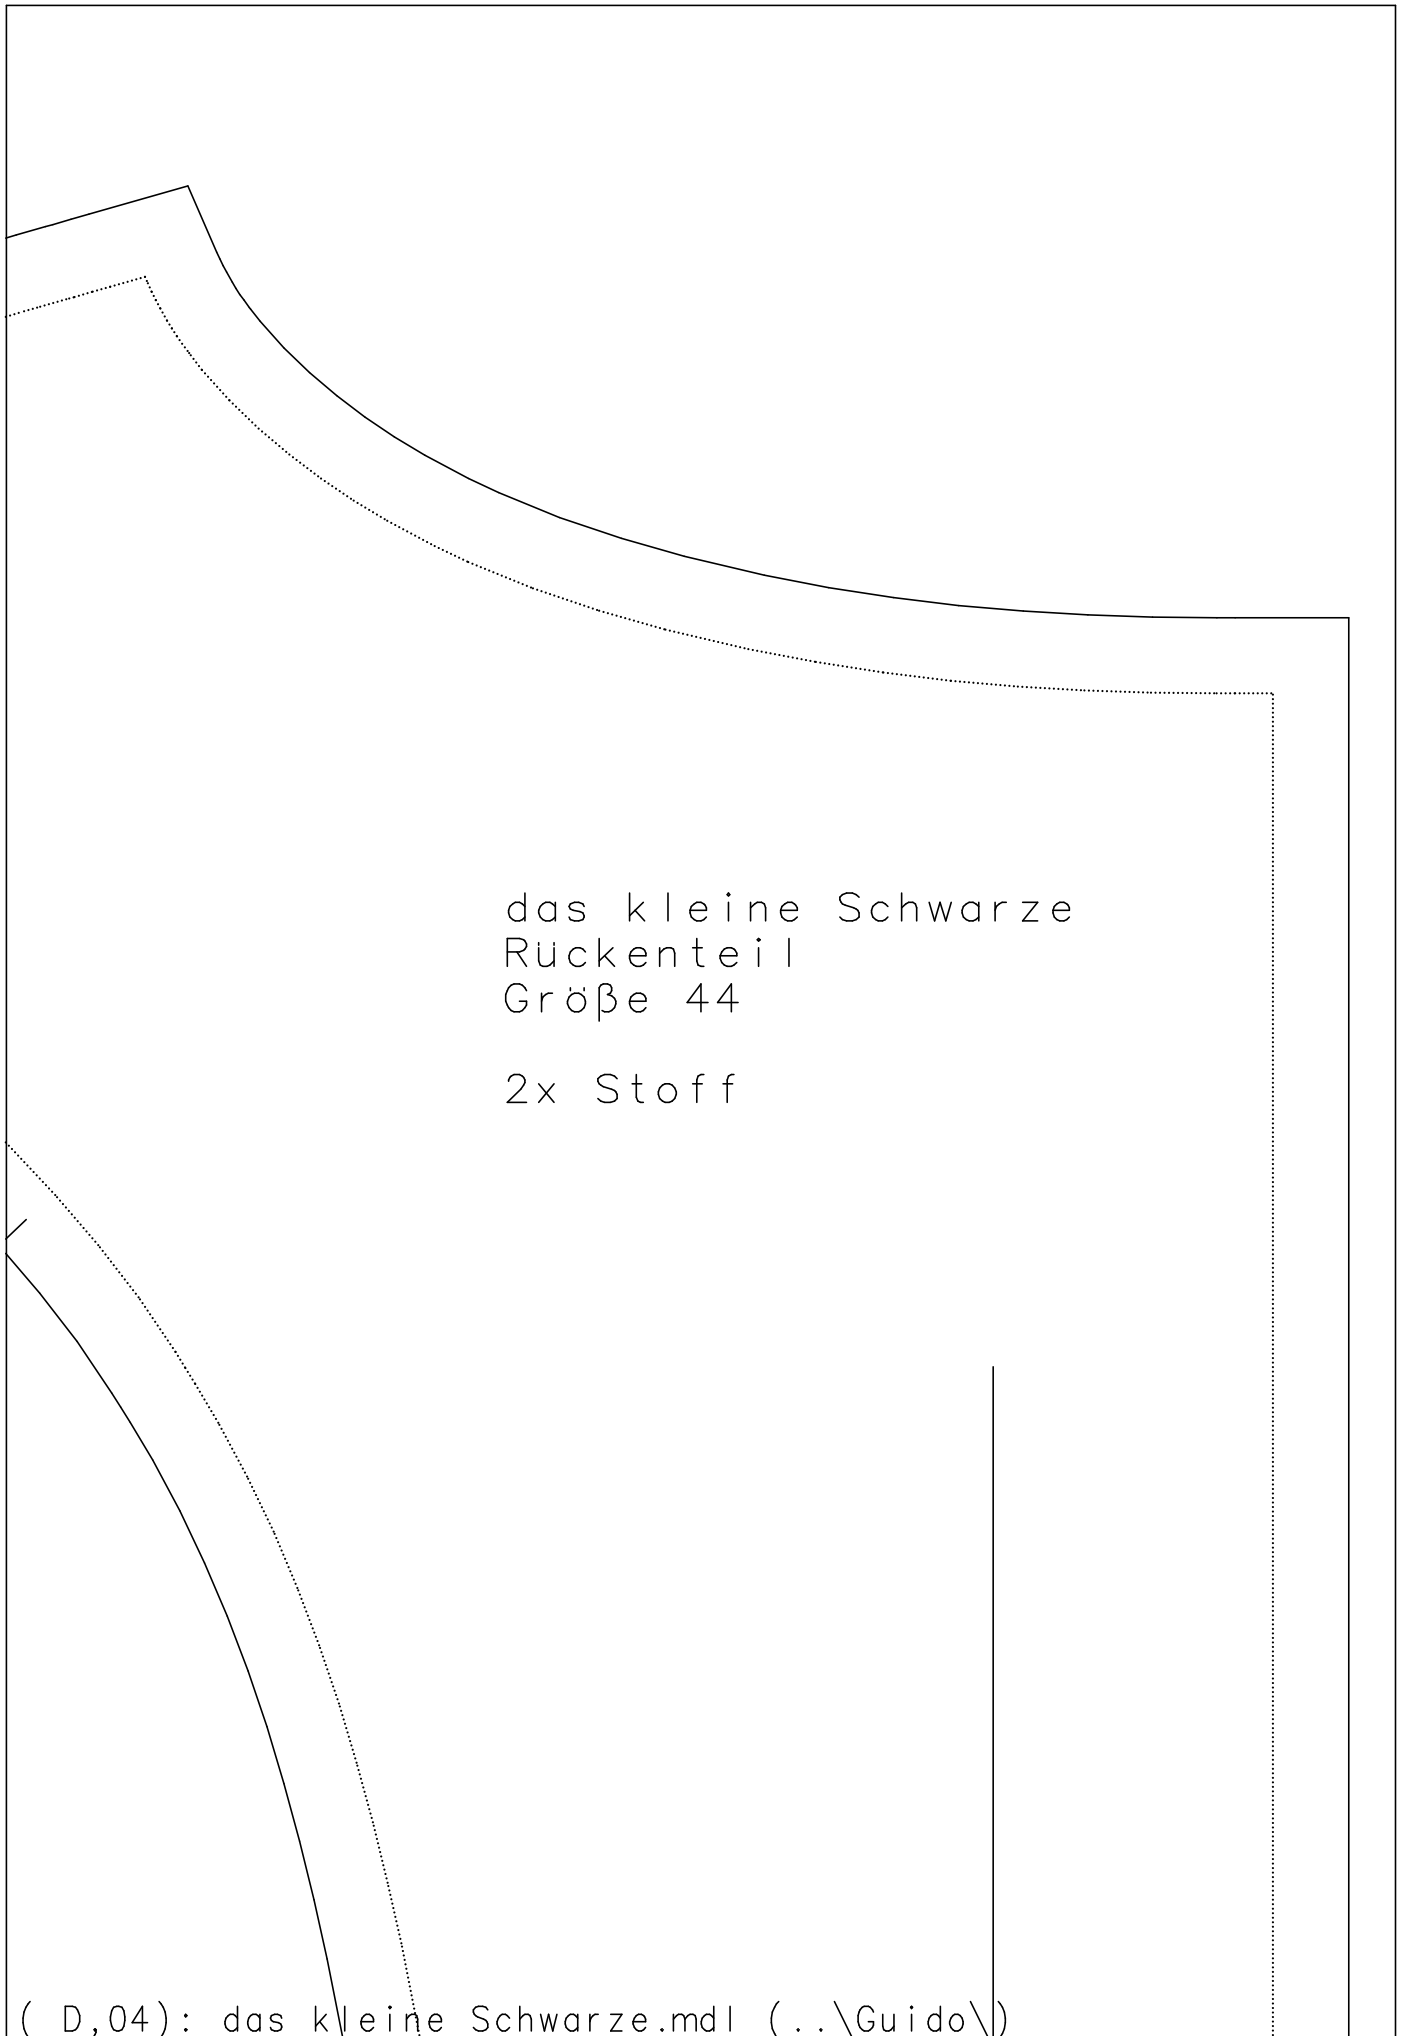 das kleine Schwarze
Rückenteil
Größe 44
2x Stoff
( D,04): das kleine Schwarze.mdl (..\Guido\)